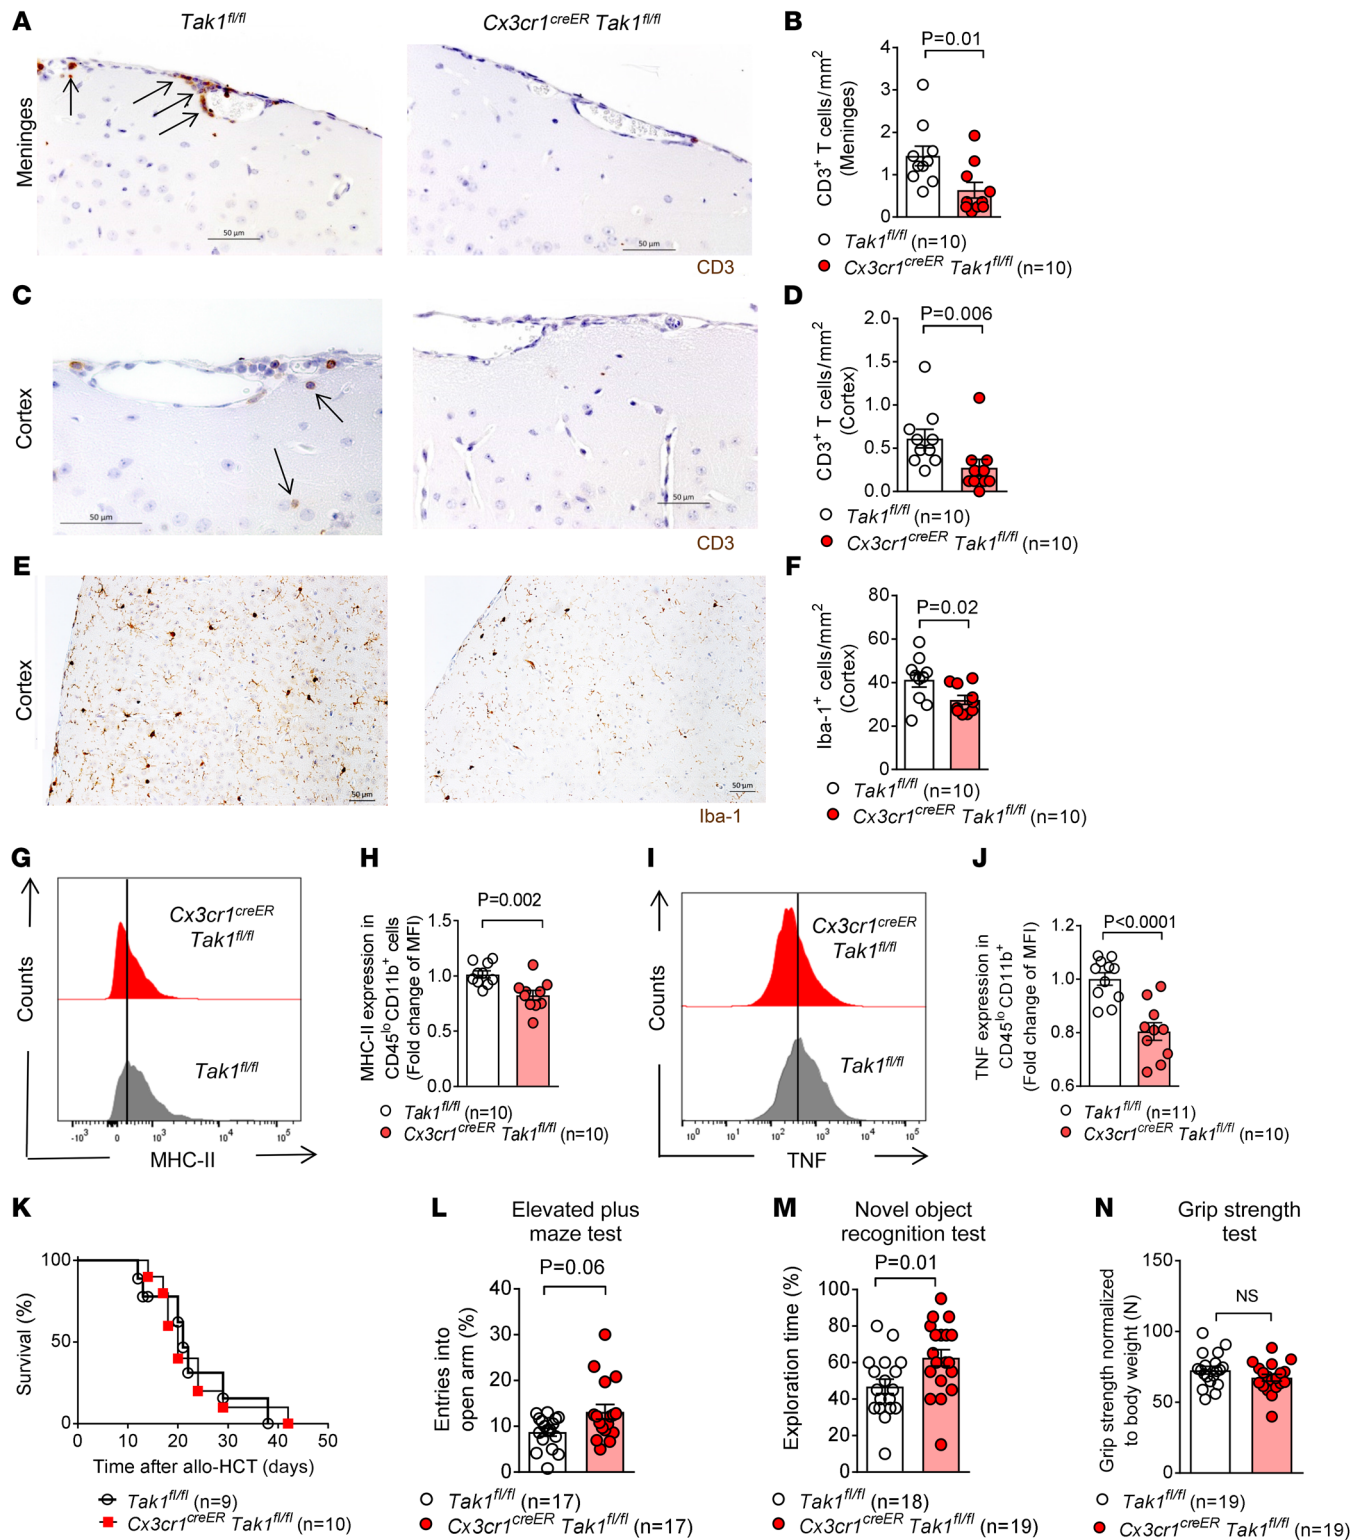 A
Tak1fl/fl
Cx3cr1creER Tak1fl/fl
Meninges
50 µm
50 µm
CD3
B
P=0.01
CD3+ T cells/mm2
(Meninges)
4
3
2
1
0
Tak1fl/fl (n=10)
Cx3cr1creER Tak1fl/fl (n=10)
C
Cortex
50 µm
50 µm
CD3
D
P=0.006
CD3+ T cells/mm2
(Cortex)
2.0
1.5
1.0
0.5
0.0
Tak1fl/fl (n=10)
Cx3cr1creER Tak1fl/fl (n=10)
E
Cortex
50 µm
50 µm
Iba-1
F
P=0.02
Iba-1+ cells/mm2
(Cortex)
80
60
40
20
0
Tak1fl/fl (n=10)
Cx3cr1creER Tak1fl/fl (n=10)
G
Counts
Cx3cr1creER
Tak1fl/fl
Tak1fl/fl
-103 0 103 104 105
MHC-II
H
P=0.002
MHC-II expression in
CD45loCD11b+ cells
(Fold change of MFI)
1.5
1.0
0.5
0.0
Tak1fl/fl (n=10)
Cx3cr1creER Tak1fl/fl (n=10)
I
Counts
Cx3cr1creER
Tak1fl/fl
Tak1fl/fl
100 101 102 103 105
TNF
J
P<0.0001
TNF expression in
CD45lo CD11b+
(Fold change of MFI)
1.2
1.0
0.8
0.6
Tak1fl/fl (n=11)
Cx3cr1creER Tak1fl/fl (n=10)
K
Survival (%)
100
50
0
0 10 20 30 40 50
Time after allo-HCT (days)
Tak1fl/fl (n=9)
Cx3cr1creER Tak1fl/fl (n=10)
L
Elevated plus
maze test
P=0.06
Entries into
open arm (%)
40
30
20
10
0
Tak1fl/fl (n=17)
Cx3cr1creER Tak1fl/fl (n=17)
M
Novel object
recognition test
P=0.01
Exploration time (%)
100
80
60
40
20
0
Tak1fl/fl (n=18)
Cx3cr1creER Tak1fl/fl (n=19)
N
Grip strength
test
NS
Grip strength normalized
to body weight (N)
150
100
50
0
Tak1fl/fl (n=19)
Cx3cr1creER Tak1fl/fl (n=19)